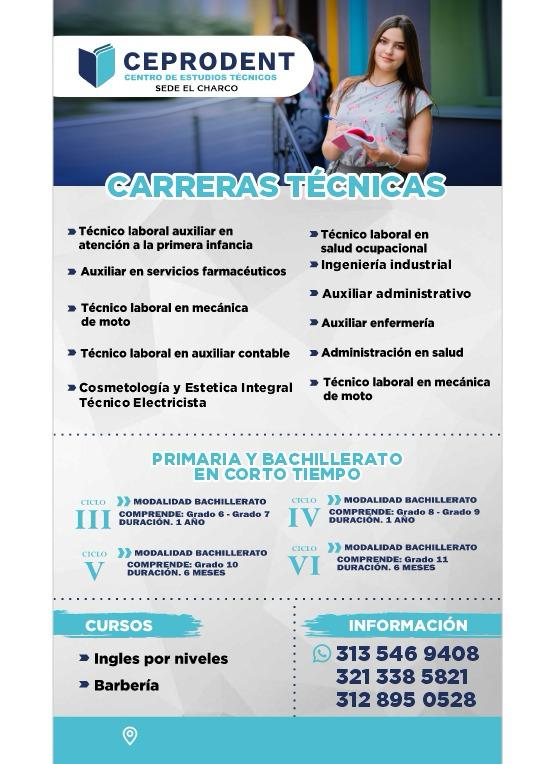 CEPRODENT
CENTRO DE ESTUDIOS TÉCNICOS
SEDE EL CHARCO
CARRERAS TÉCNICAS
Técnico laboral auxiliar en
atención a la primera infancia
Auxiliar en servicios farmacéuticos
Técnico laboral en mecánica
de moto
Técnico laboral en auxiliar contable
Cosmetología y Estetica Integral
Técnico Electricista
Técnico laboral en
salud ocupacional
Ingeniería industrial
Auxiliar administrativo
Auxiliar enfermería
Administración en salud
Técnico laboral en mecánica
de moto
PRIMARIA Y BACHILLERATO
EN CORTO TIEMPO
CICLO
III
MODALIDAD BACHILLERATO
COMPRENDE: Grado 6 - Grado 7
DURACIÓN. 1 AÑO
CICLO
IV
MODALIDAD BACHILLERATO
COMPRENDE: Grado 8 - Grado 9
DURACIÓN. 1 AÑO
CICLO
V
MODALIDAD BACHILLERATO
COMPRENDE: Grado 10
DURACIÓN. 6 MESES
CICLO
VI
MODALIDAD BACHILLERATO
COMPRENDE: Grado 11
DURACIÓN. 6 MESES
CURSOS
Ingles por niveles
Barbería
INFORMACIÓN
313 546 9408
321 338 5821
312 895 0528